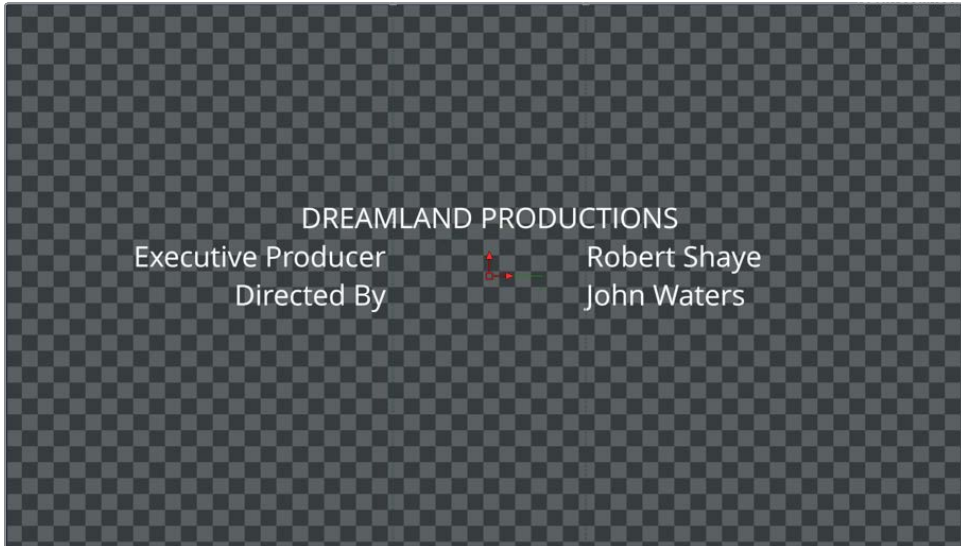 DREAMLAND PRODUCTIONS
Executive Producer Robert Shaye
Directed By John Waters